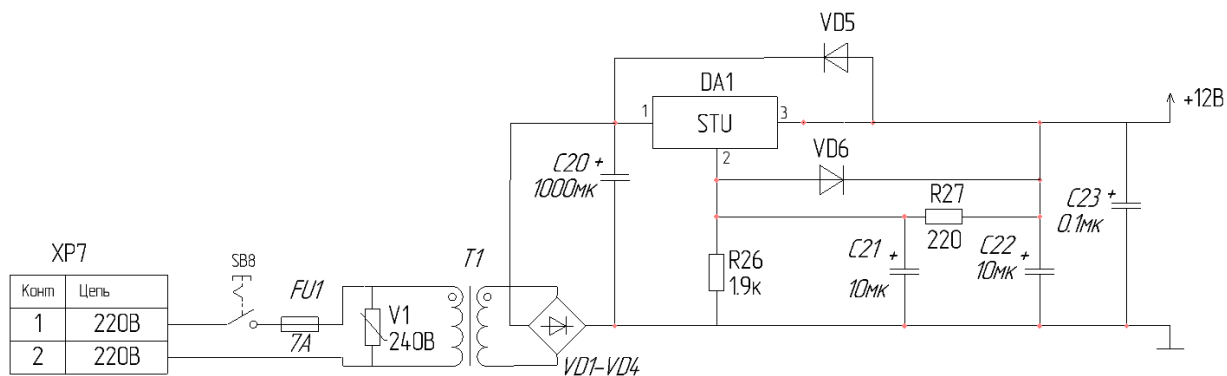 VD5
DA1
1
STU
3
2
+12В
VD6
C20 +
1000мк
R27
220
C23 +
0.1мк
C21 +
10мк
C22 +
10мк
R26
1.9к
XP7
Конт Цепь
1 220В
2 220В
SB8
FU1
7А
V1
240В
T1
VD1-VD4